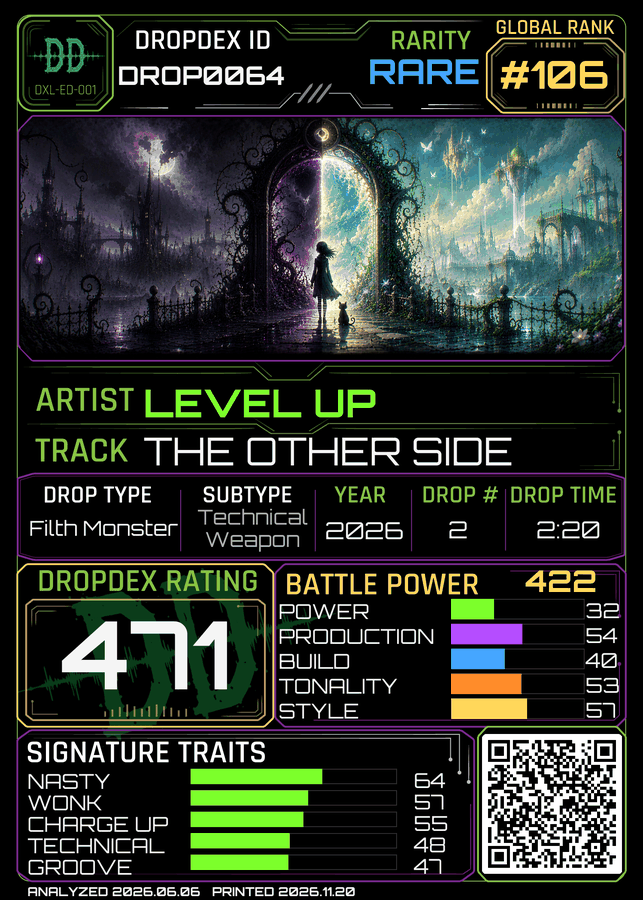 DD
DXL-ED-001
DROPDEX ID
DROP0064
RARITY
RARE
GLOBAL RANK
#106
ARTIST LEVEL UP
TRACK THE OTHER SIDE
DROP TYPE SUBTYPE YEAR DROP # DROP TIME
Filth Monster Technical Weapon 2026 2 2:20
DROPDEX RATING
471
BATTLE POWER 422
POWER 32
PRODUCTION 54
BUILD 40
TONALITY 53
STYLE 57
SIGNATURE TRAITS
NASTY 64
WONK 57
CHARGE UP 55
TECHNICAL 48
GROOVE 47
ANALYZED 2026.06.06 PRINTED 2026.11.20